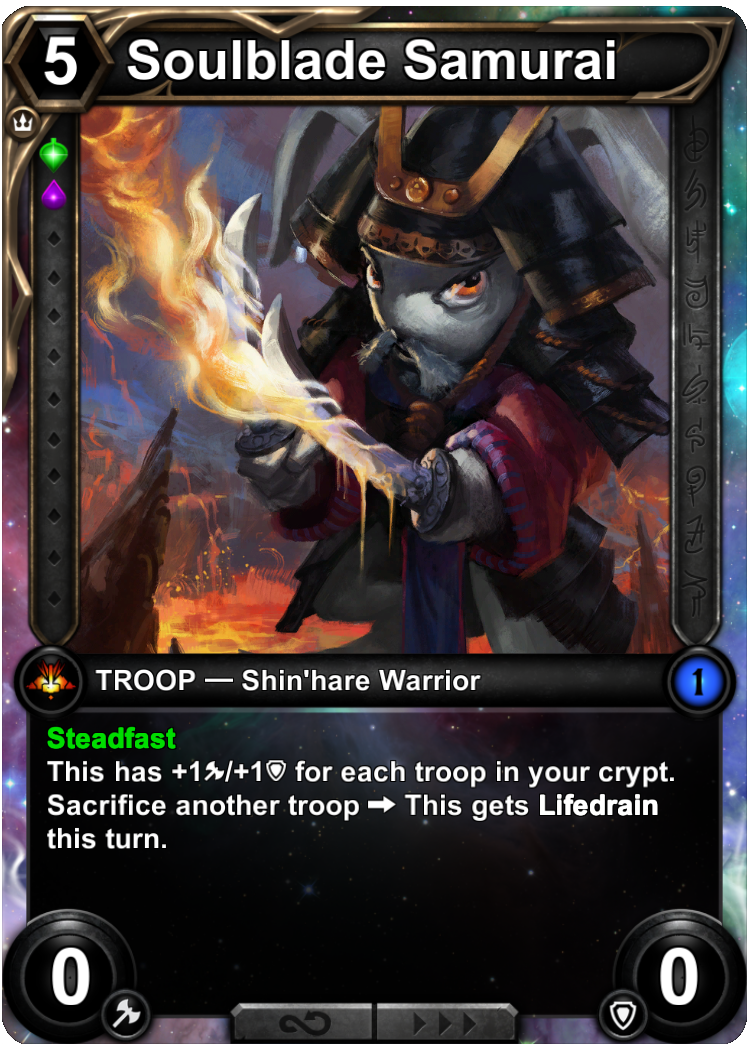 5 Soulblade Samurai
TROOP — Shin'hare Warrior 1
Steadfast
This has +1/+1 for each troop in your crypt.
Sacrifice another troop ➡ This gets Lifedrain
this turn.
0 0